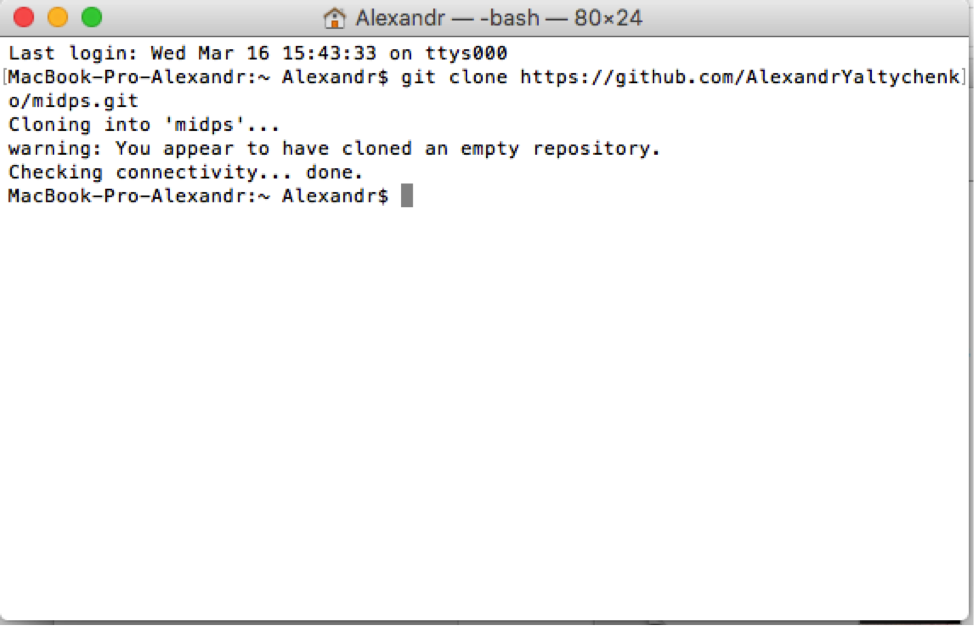 Alexandr — -bash — 80×24
Last login: Wed Mar 16 15:43:33 on ttys000
[MacBook-Pro-Alexandr:~ Alexandr$ git clone https://github.com/AlexandrYaltychenk]
o/midps.git
Cloning into 'midps'...
warning: You appear to have cloned an empty repository.
Checking connectivity... done.
MacBook-Pro-Alexandr:~ Alexandr$